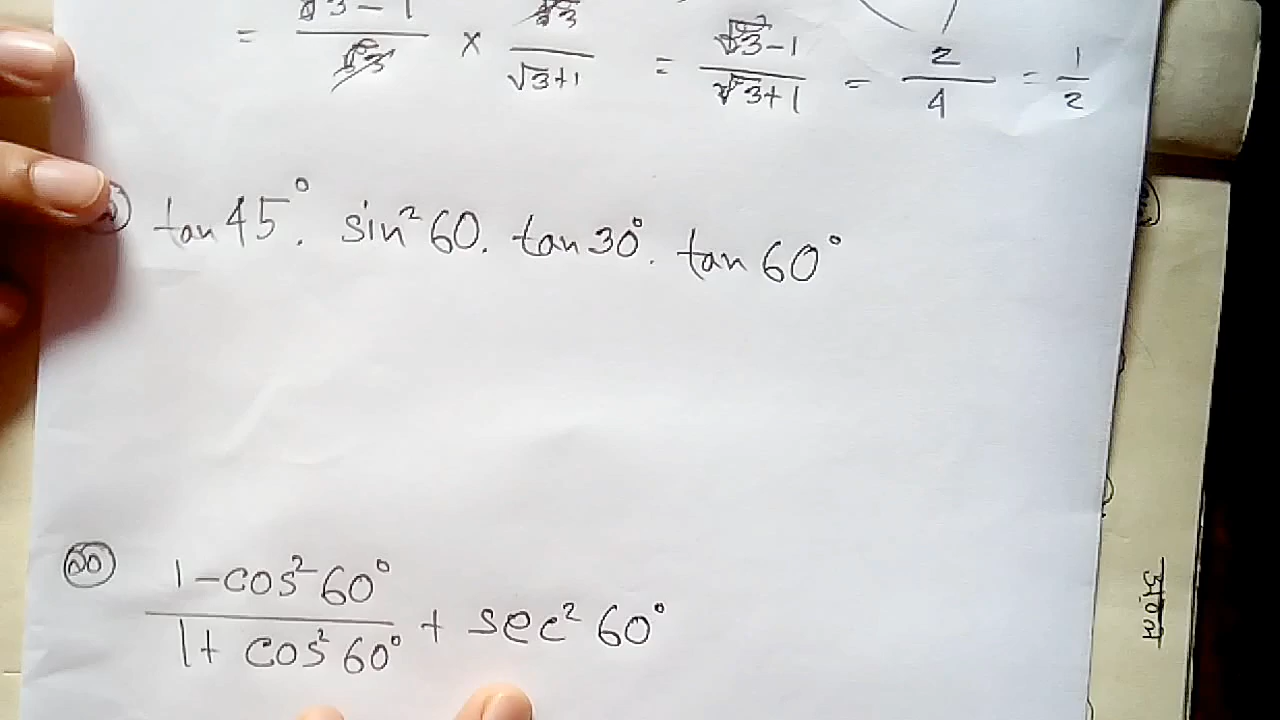 = √3-1/√3 × √3/√3+1 = √3-1/√3+1 = 2/4 = 1/2
tan 45°. sin² 60. tan 30°. tan 60°
২০ 1-cos² 60°/1+ cos² 60° + sec² 60°